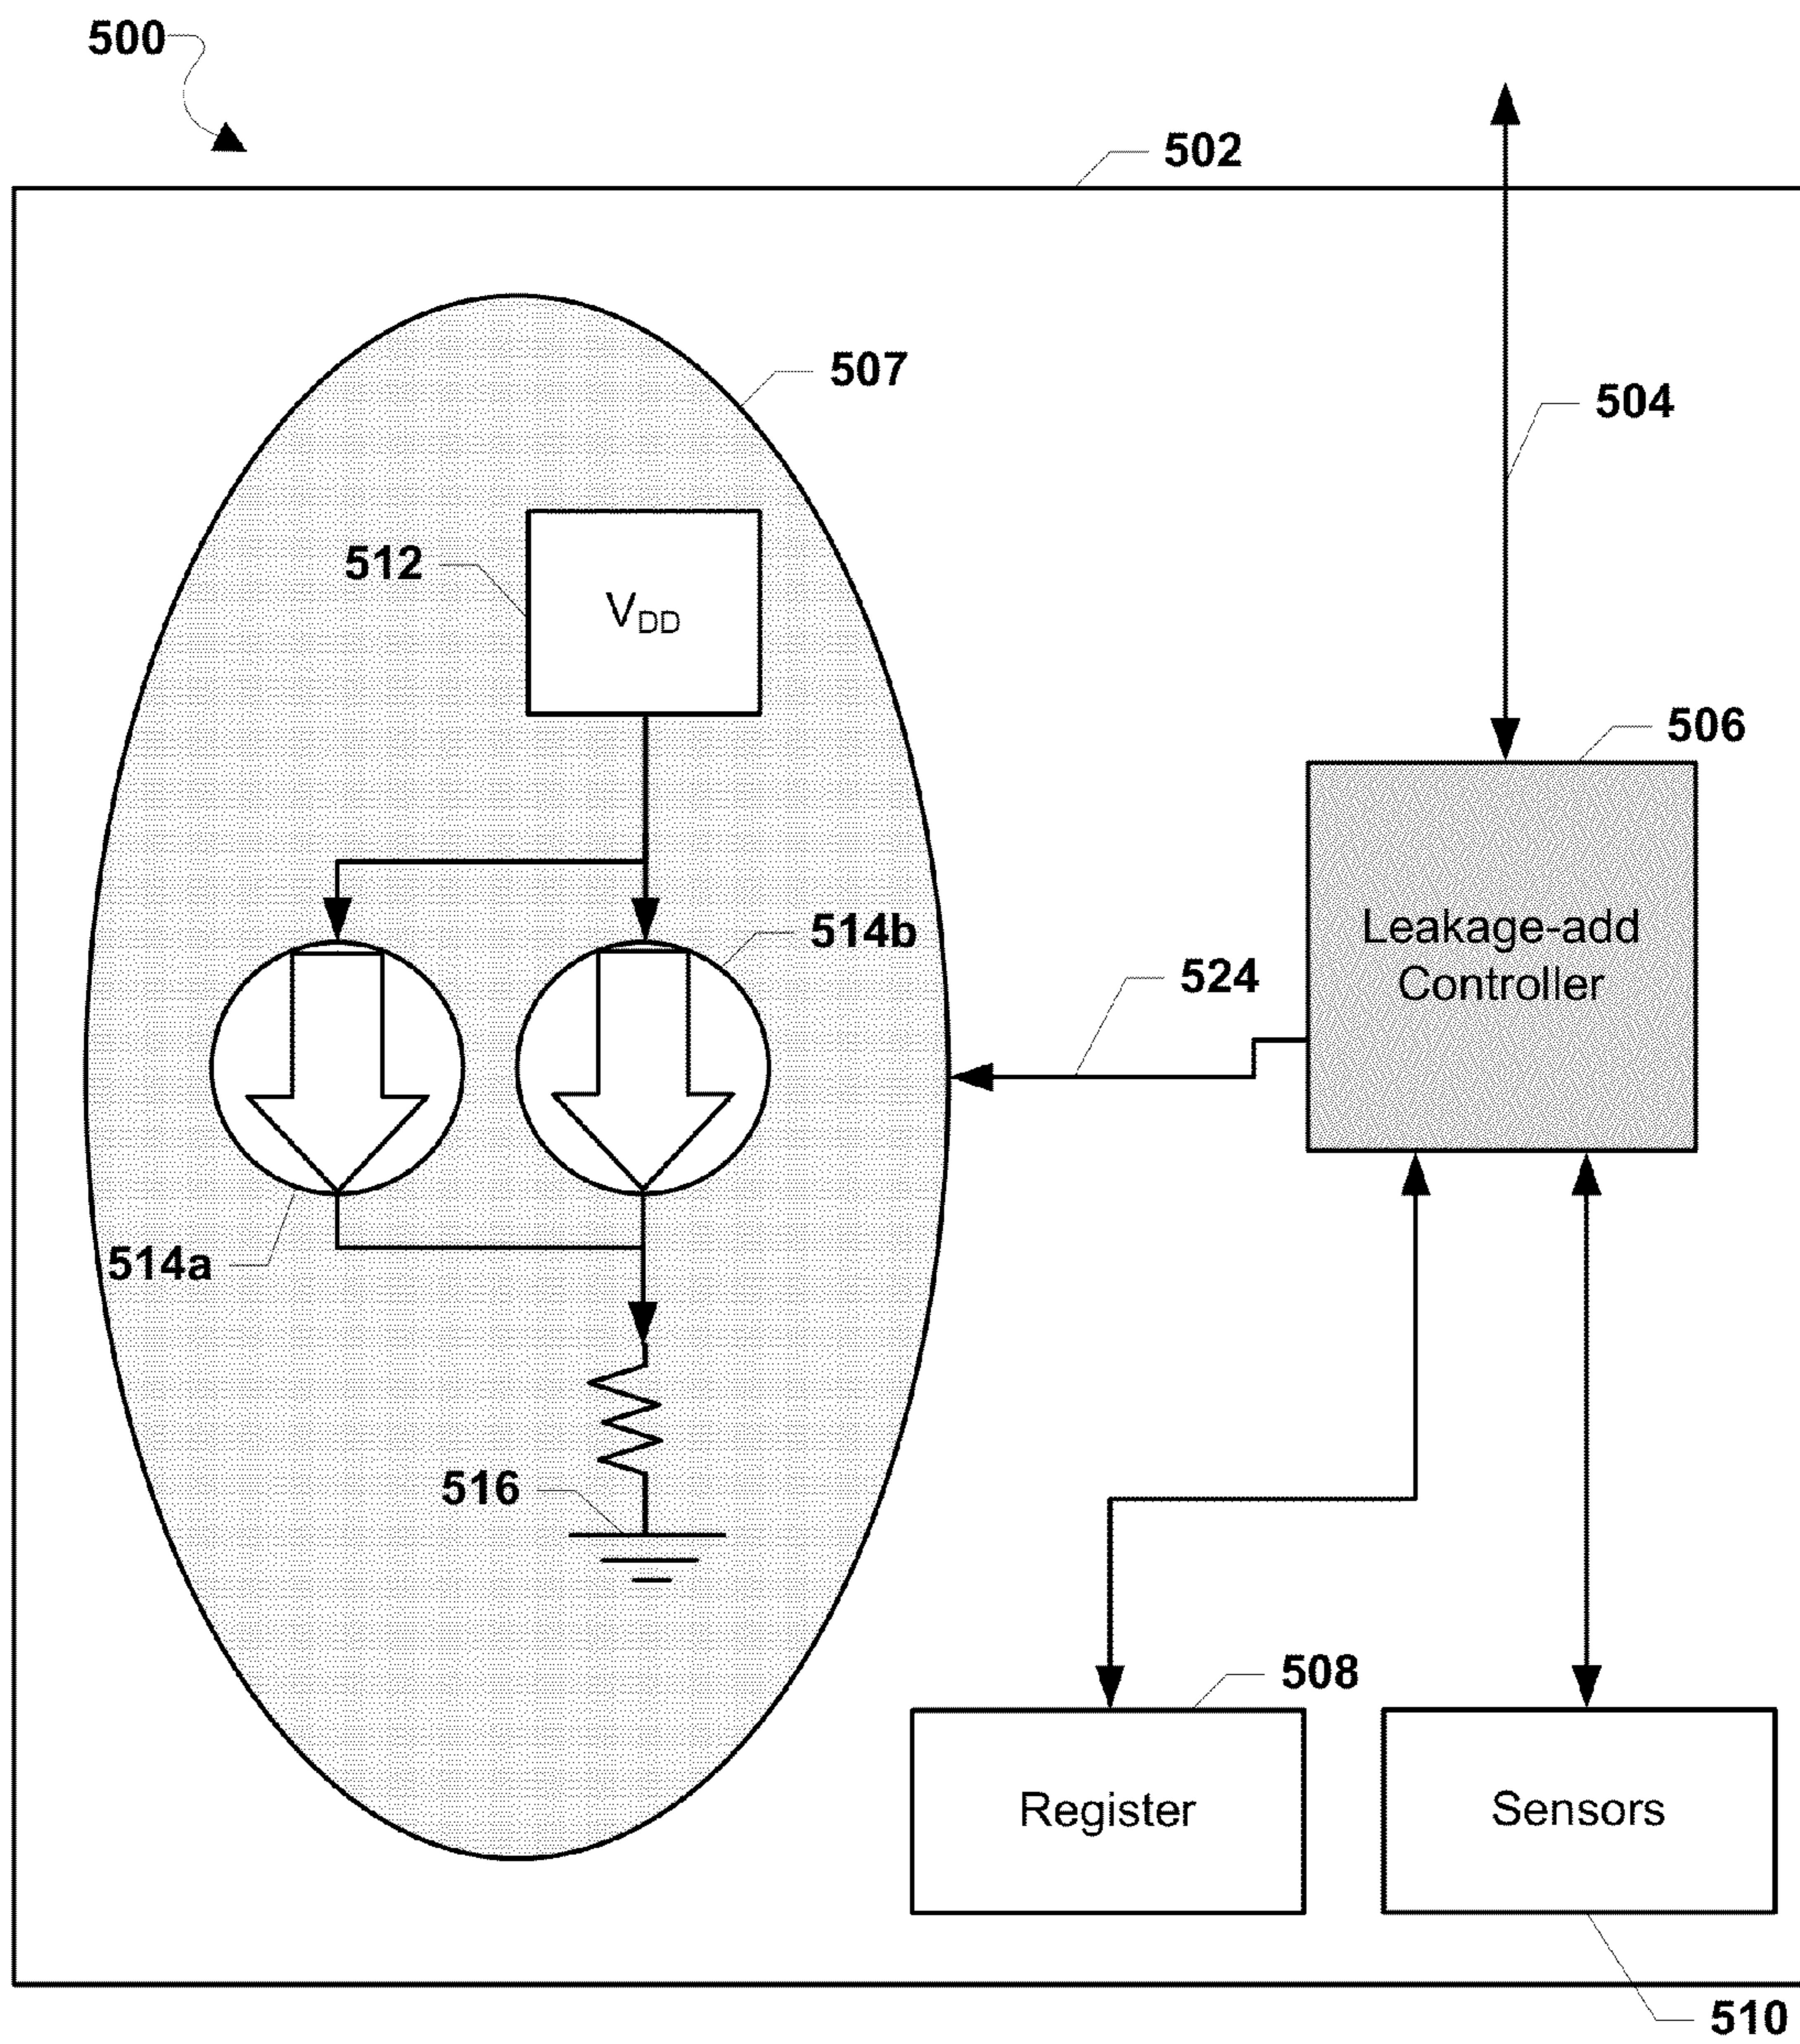 500
502
507
504
512
VDD
506
514b
Leakage-add
Controller
524
514a
516
508
Register
Sensors
510